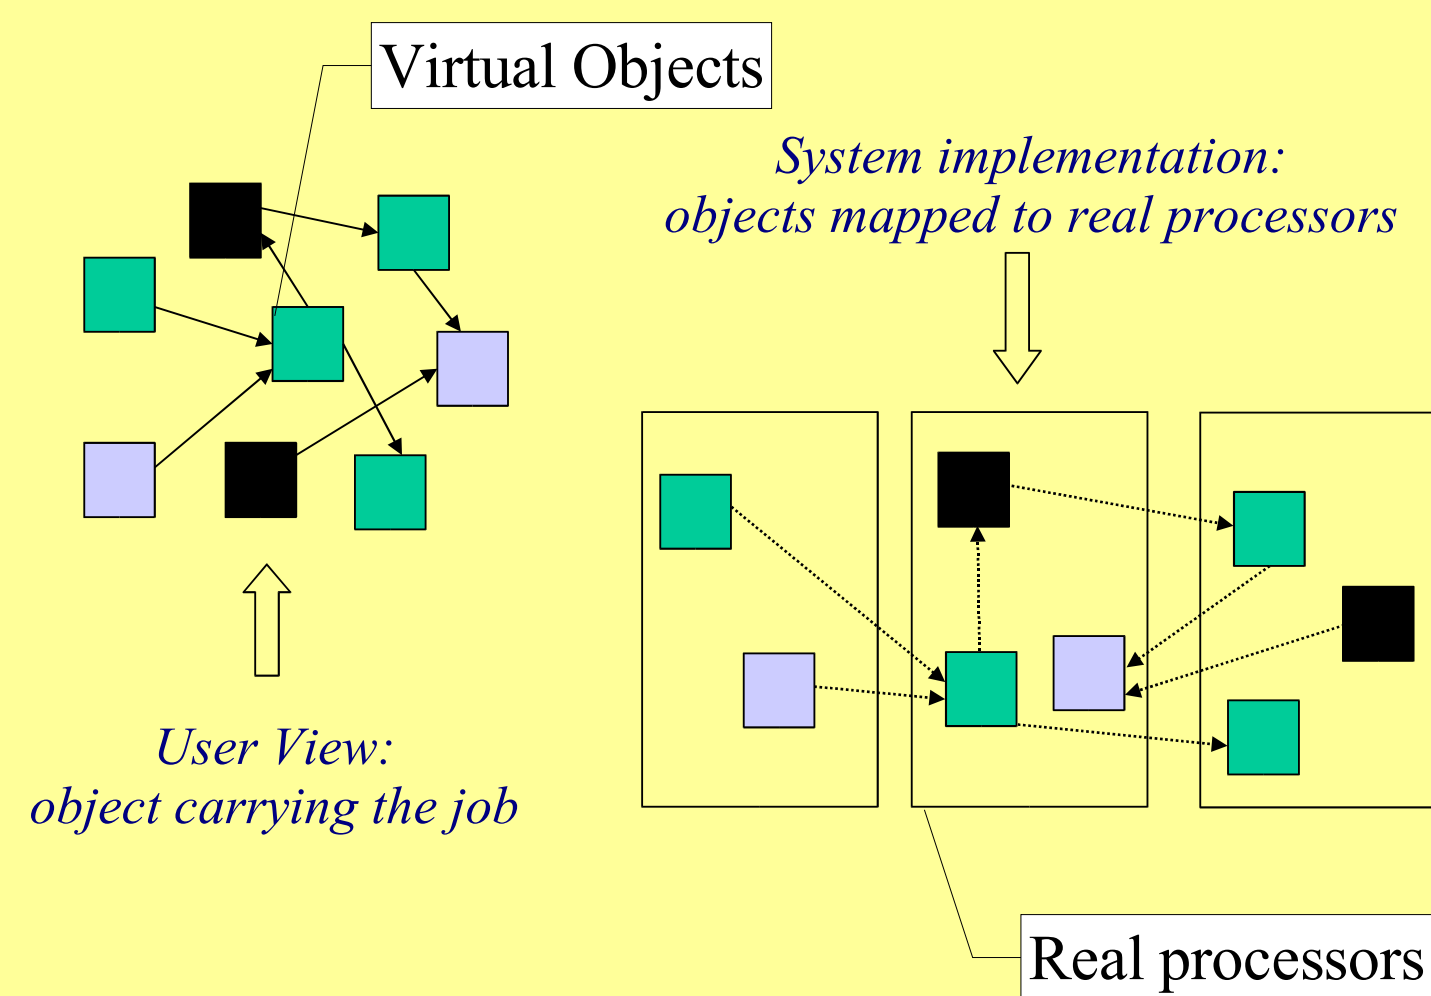 Virtual Objects
System implementation:
objects mapped to real processors
User View:
object carrying the job
Real processors